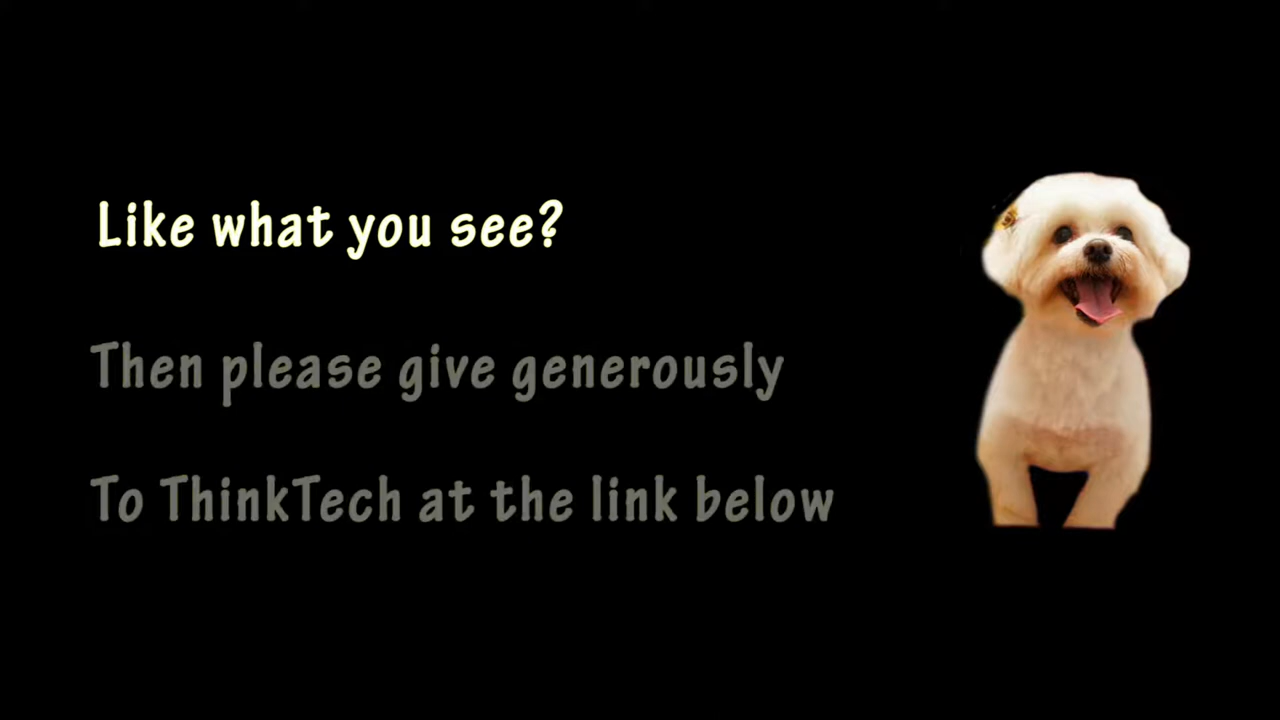 Like what you see?
Then please give generously
To ThinkTech at the link below